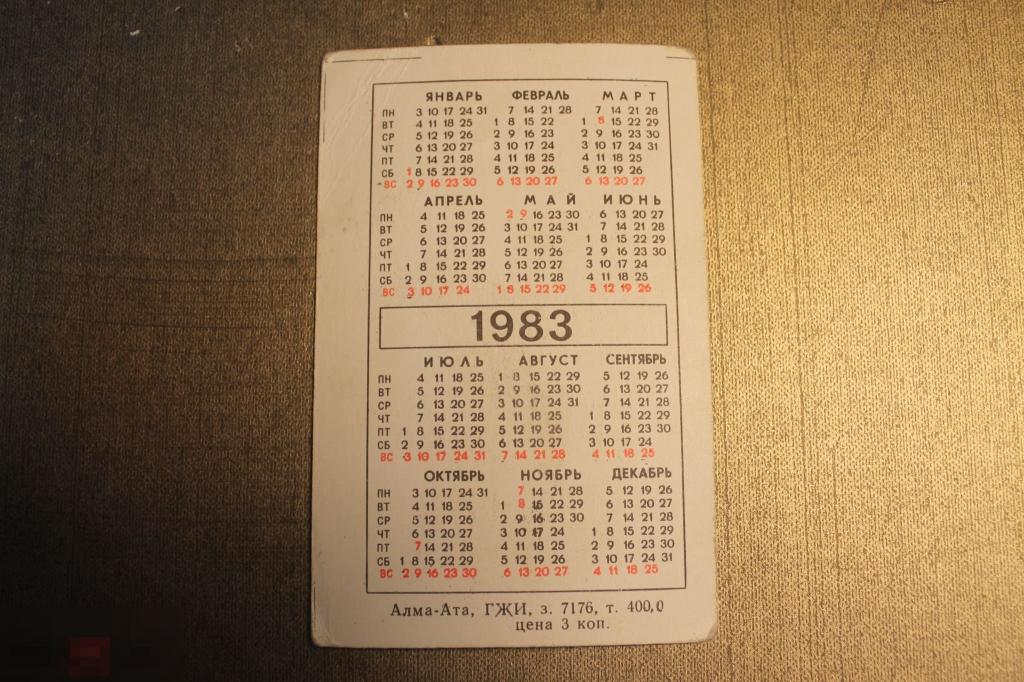 ЯНВАРЬ ФЕВРАЛЬ МАРТ
ПН 3 10 17 24 31 7 14 21 28 7 14 21 28
ВТ 4 11 18 25 1 8 15 22 1 8 15 22 29
СР 5 12 19 26 2 9 16 23 2 9 16 23 30
ЧТ 6 13 20 27 3 10 17 24 3 10 17 24 31
ПТ 7 14 21 28 4 11 18 25 4 11 18 25
СБ 1 8 15 22 29 5 12 19 26 5 12 19 26
ВС 2 9 16 23 30 6 13 20 27 6 13 20 27
АПРЕЛЬ МАЙ ИЮНЬ
ПН 4 11 18 25 2 9 16 23 30 6 13 20 27
ВТ 5 12 19 26 3 10 17 24 31 7 14 21 28
СР 6 13 20 27 4 11 18 25 1 8 15 22 29
ЧТ 7 14 21 28 5 12 19 26 2 9 16 23 30
ПТ 1 8 15 22 29 6 13 20 27 3 10 17 24
СБ 2 9 16 23 30 7 14 21 28 4 11 18 25
ВС 3 10 17 24 1 8 15 22 29 5 12 19 26
1983
ИЮЛЬ АВГУСТ СЕНТЯБРЬ
ПН 4 11 18 25 1 8 15 22 29 5 12 19 26
ВТ 5 12 19 26 2 9 16 23 30 6 13 20 27
СР 6 13 20 27 3 10 17 24 31 7 14 21 28
ЧТ 7 14 21 28 4 11 18 25 1 8 15 22 29
ПТ 1 8 15 22 29 5 12 19 26 2 9 16 23 30
СБ 2 9 16 23 30 6 13 20 27 3 10 17 24
ВС 3 10 17 24 31 7 14 21 28 4 11 18 25
ОКТЯБРЬ НОЯБРЬ ДЕКАБРЬ
ПН 3 10 17 24 31 7 14 21 28 5 12 19 26
ВТ 4 11 18 25 1 8 15 22 29 6 13 20 27
СР 5 12 19 26 2 9 16 23 30 7 14 21 28
ЧТ 6 13 20 27 3 10 17 24 1 8 15 22 29
ПТ 7 14 21 28 4 11 18 25 2 9 16 23 30
СБ 1 8 15 22 29 5 12 19 26 3 10 17 24 31
ВС 2 9 16 23 30 6 13 20 27 4 11 18 25
Алма-Ата, ГЖИ, з. 7176, т. 400,0
цена 3 коп.